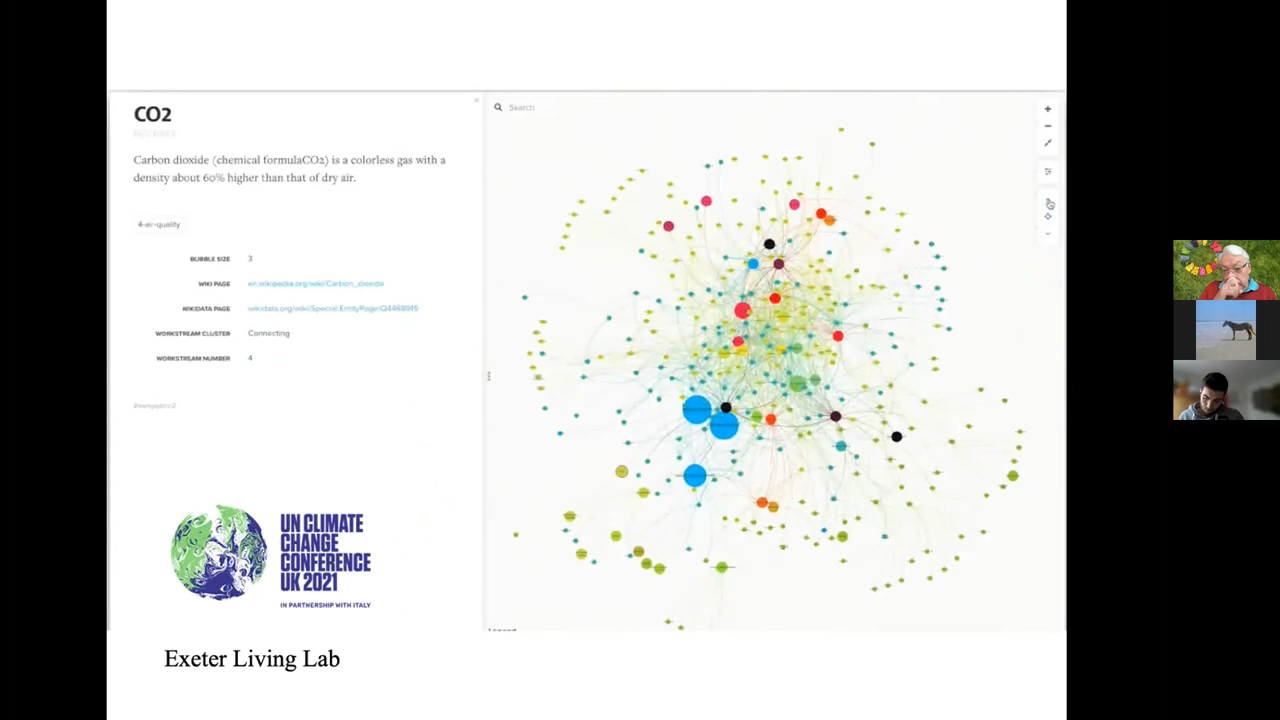 CO2
Search
Carbon dioxide (chemical formulaCO2) is a colorless gas with a
density about 60% higher than that of dry air.
4-air-quality
BUBBLE SIZE 3
WIKI PAGE en.wikipedia.org/wiki/Carbon_dioxide
WIKIDATA PAGE
WORKSTREAM CLUSTER Connecting
WORKSTREAM NUMBER 4
UN CLIMATE
CHANGE
CONFERENCE
UK 2021
IN PARTNERSHIP WITH ITALY
Exeter Living Lab